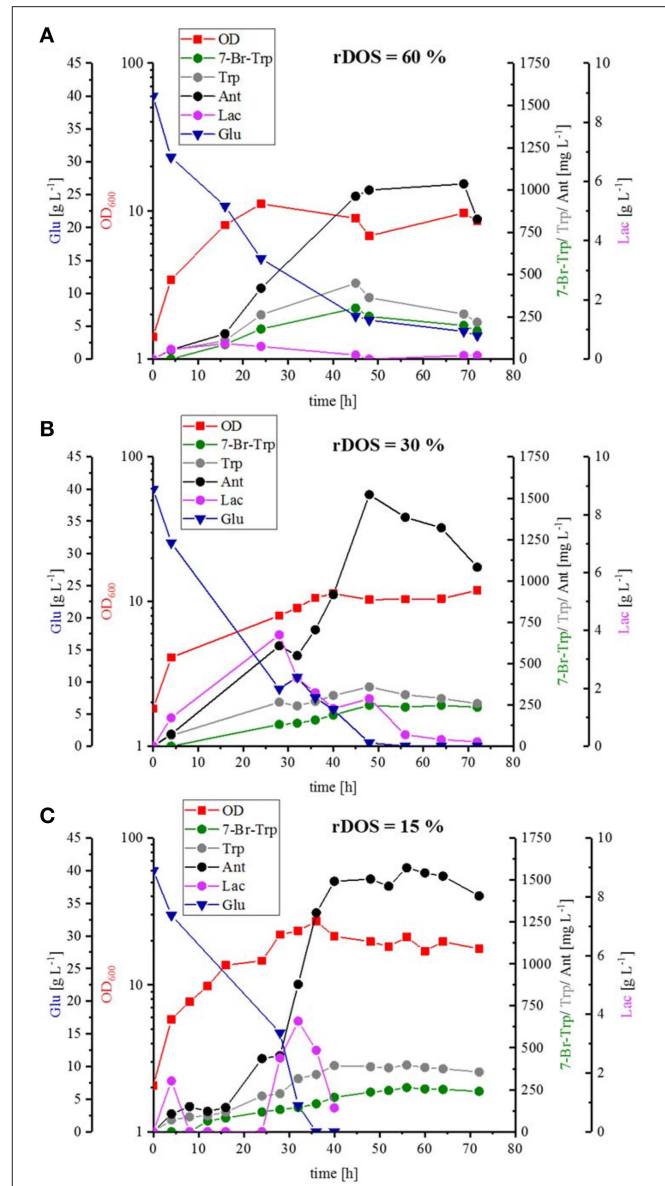 A
OD
7-Br-Trp
Trp
Ant
Lac
Glu
rDOS = 60 %
Glu [g L-1]
45
40
35
30
25
20
15
10
5
0
OD600
100
10
1
0 10 20 30 40 50 60 70 80
time [h]
1750
1500
1250
1000
750
500
250
0
7-Br-Trp/ Trp/ Ant [mg L-1]
10
8
6
4
2
0
Lac [g L-1]
B
OD
7-Br-Trp
Trp
Ant
Lac
Glu
rDOS = 30 %
Glu [g L-1]
45
40
35
30
25
20
15
10
5
0
OD600
100
10
1
0 10 20 30 40 50 60 70 80
time [h]
1750
1500
1250
1000
750
500
250
0
7-Br-Trp/ Trp/ Ant [mg L-1]
10
8
6
4
2
0
Lac [g L-1]
C
OD
7-Br-Trp
Trp
Ant
Lac
Glu
rDOS = 15 %
Glu [g L-1]
45
40
35
30
25
20
15
10
5
0
OD600
100
10
1
0 10 20 30 40 50 60 70 80
time [h]
1750
1500
1250
1000
750
500
250
0
7-Br-Trp/ Trp/ Ant [mg L-1]
10
8
6
4
2
0
Lac [g L-1]